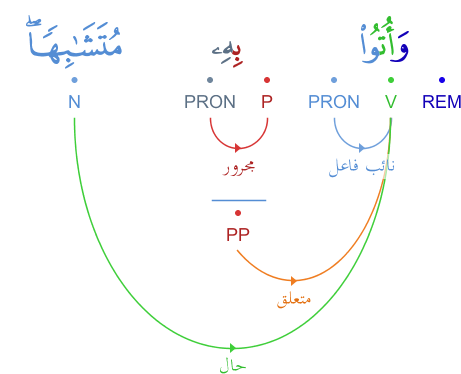 وَأُتُوا۟ بِهِۦ مُتَشَٰبِهًا ۖ
REM V PRON P PRON N
نائب فاعل مجرور
PP
متعلق
حال